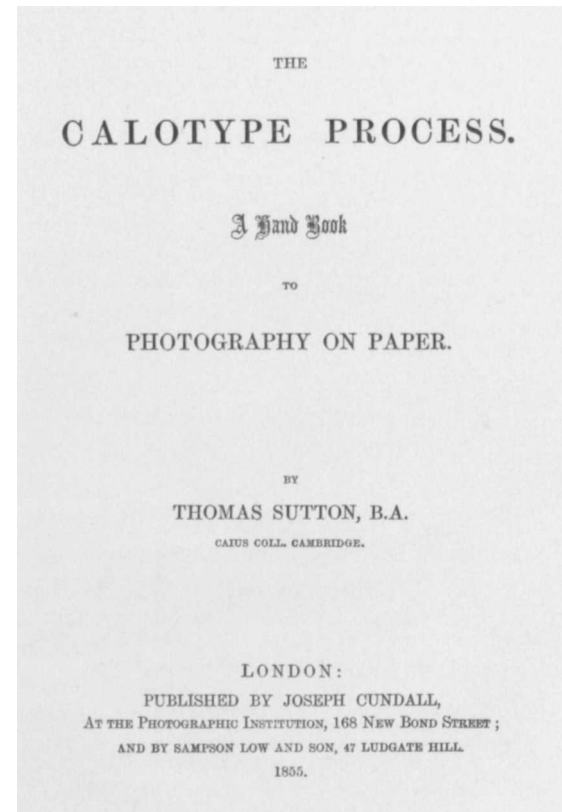 THE
CALOTYPE PROCESS.
A Hand Book
TO
PHOTOGRAPHY ON PAPER.
BY
THOMAS SUTTON, B.A.
CAIUS COLL. CAMBRIDGE.
LONDON:
PUBLISHED BY JOSEPH CUNDALL,
AT THE PHOTOGRAPHIC INSTITUTION, 168 NEW BOND STREET;
AND BY SAMPSON LOW AND SON, 47 LUDGATE HILL.
1855.